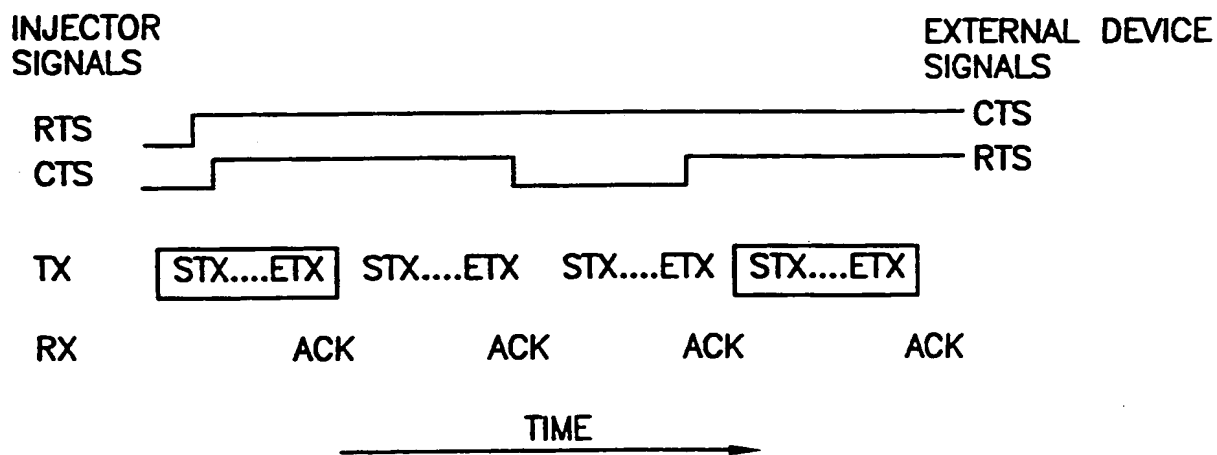 INJECTOR
SIGNALS
EXTERNAL DEVICE
SIGNALS
RTS
CTS
CTS
RTS
TX STX....ETX STX....ETX STX....ETX STX....ETX
RX ACK ACK ACK ACK
TIME